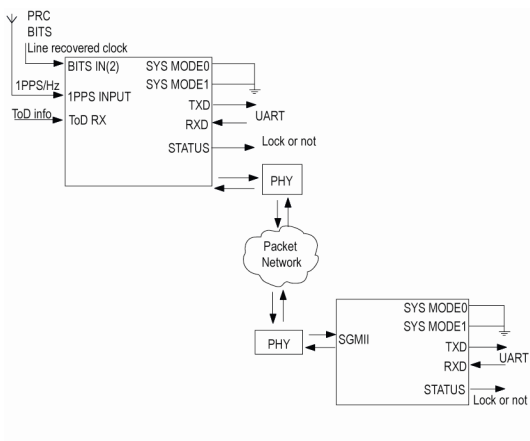 PRC
BITS
Line recovered clock
BITS IN(2)
SYS MODE0
SYS MODE1
1PPS/Hz
1PPS INPUT
TXD
UART
ToD info
ToD RX
RXD
STATUS
Lock or not
PHY
Packet
Network
PHY
SGMII
SYS MODE0
SYS MODE1
TXD
UART
RXD
STATUS
Lock or not